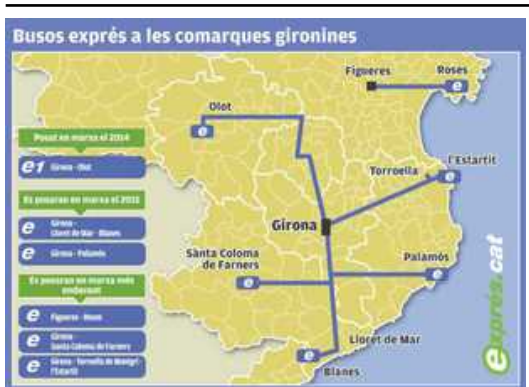 Busos exprés a les comarques gironines
Figueres
Roses
Olot
Posat en marxa el 2014
e1 Girona - Olot
l'Estartit
Torroella
Es posaran en marxa el 2015
e Girona -
Lloret de Mar - Blanes
Girona
e Girona - Palamós
Santa Coloma
de Farners
Palamós
Es posaran en marxa més
endavant
e Figueres - Roses
e Girona -
Santa Coloma de Farners
e Girona - Torroella de Montgrí -
l'Estartit
Lloret de Mar
Blanes
e
e
e
e
e
e
exprés.cat